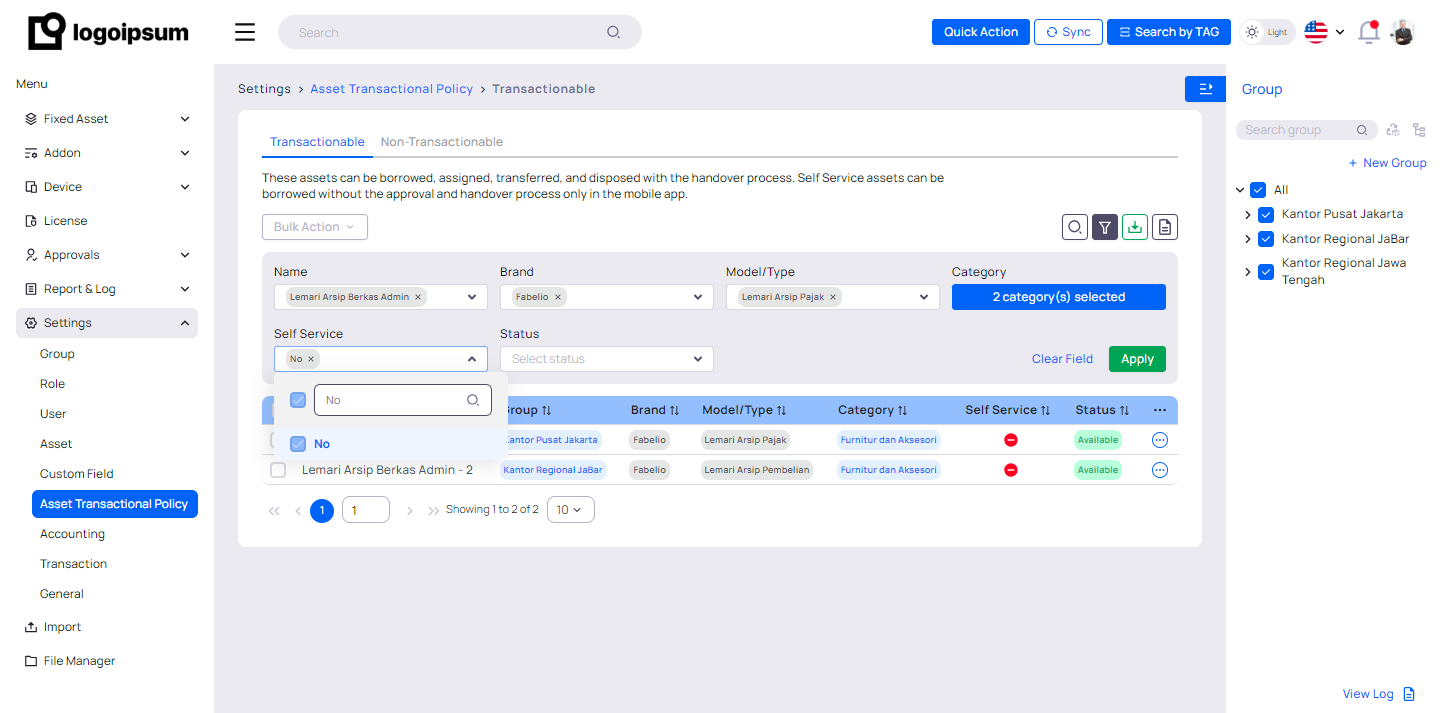 logoipsum
Search
Quick Action
Sync
Search by TAG
Light
Menu
Fixed Asset
Addon
Device
License
Approvals
Report & Log
Settings
Group
Role
User
Asset
Custom Field
Asset Transactional Policy
Accounting
Transaction
General
Import
File Manager
Settings > Asset Transactional Policy > Transactionable
Transactionable
Non-Transactionable
These assets can be borrowed, assigned, transferred, and disposed with the handover process. Self Service assets can be
borrowed without the approval and handover process only in the mobile app.
Bulk Action
Name
Brand
Model/Type
Category
Lemari Arsip Berkas Admin ×
Fabelio ×
Lemari Arsip Pajak ×
2 category(s) selected
Self Service
Status
No ×
Select status
Clear Field
Apply
No
No
Group
Brand
Model/Type
Category
Self Service
Status
Kantor Pusat Jakarta
Fabelio
Lemari Arsip Pajak
Furnitur dan Aksesori
Available
Lemari Arsip Berkas Admin - 2
Kantor Regional JaBar
Fabelio
Lemari Arsip Pembelian
Furnitur dan Aksesori
Available
1
1
Showing 1 to 2 of 2
10
Group
Search group
+ New Group
All
Kantor Pusat Jakarta
Kantor Regional JaBar
Kantor Regional Jawa
Tengah
View Log